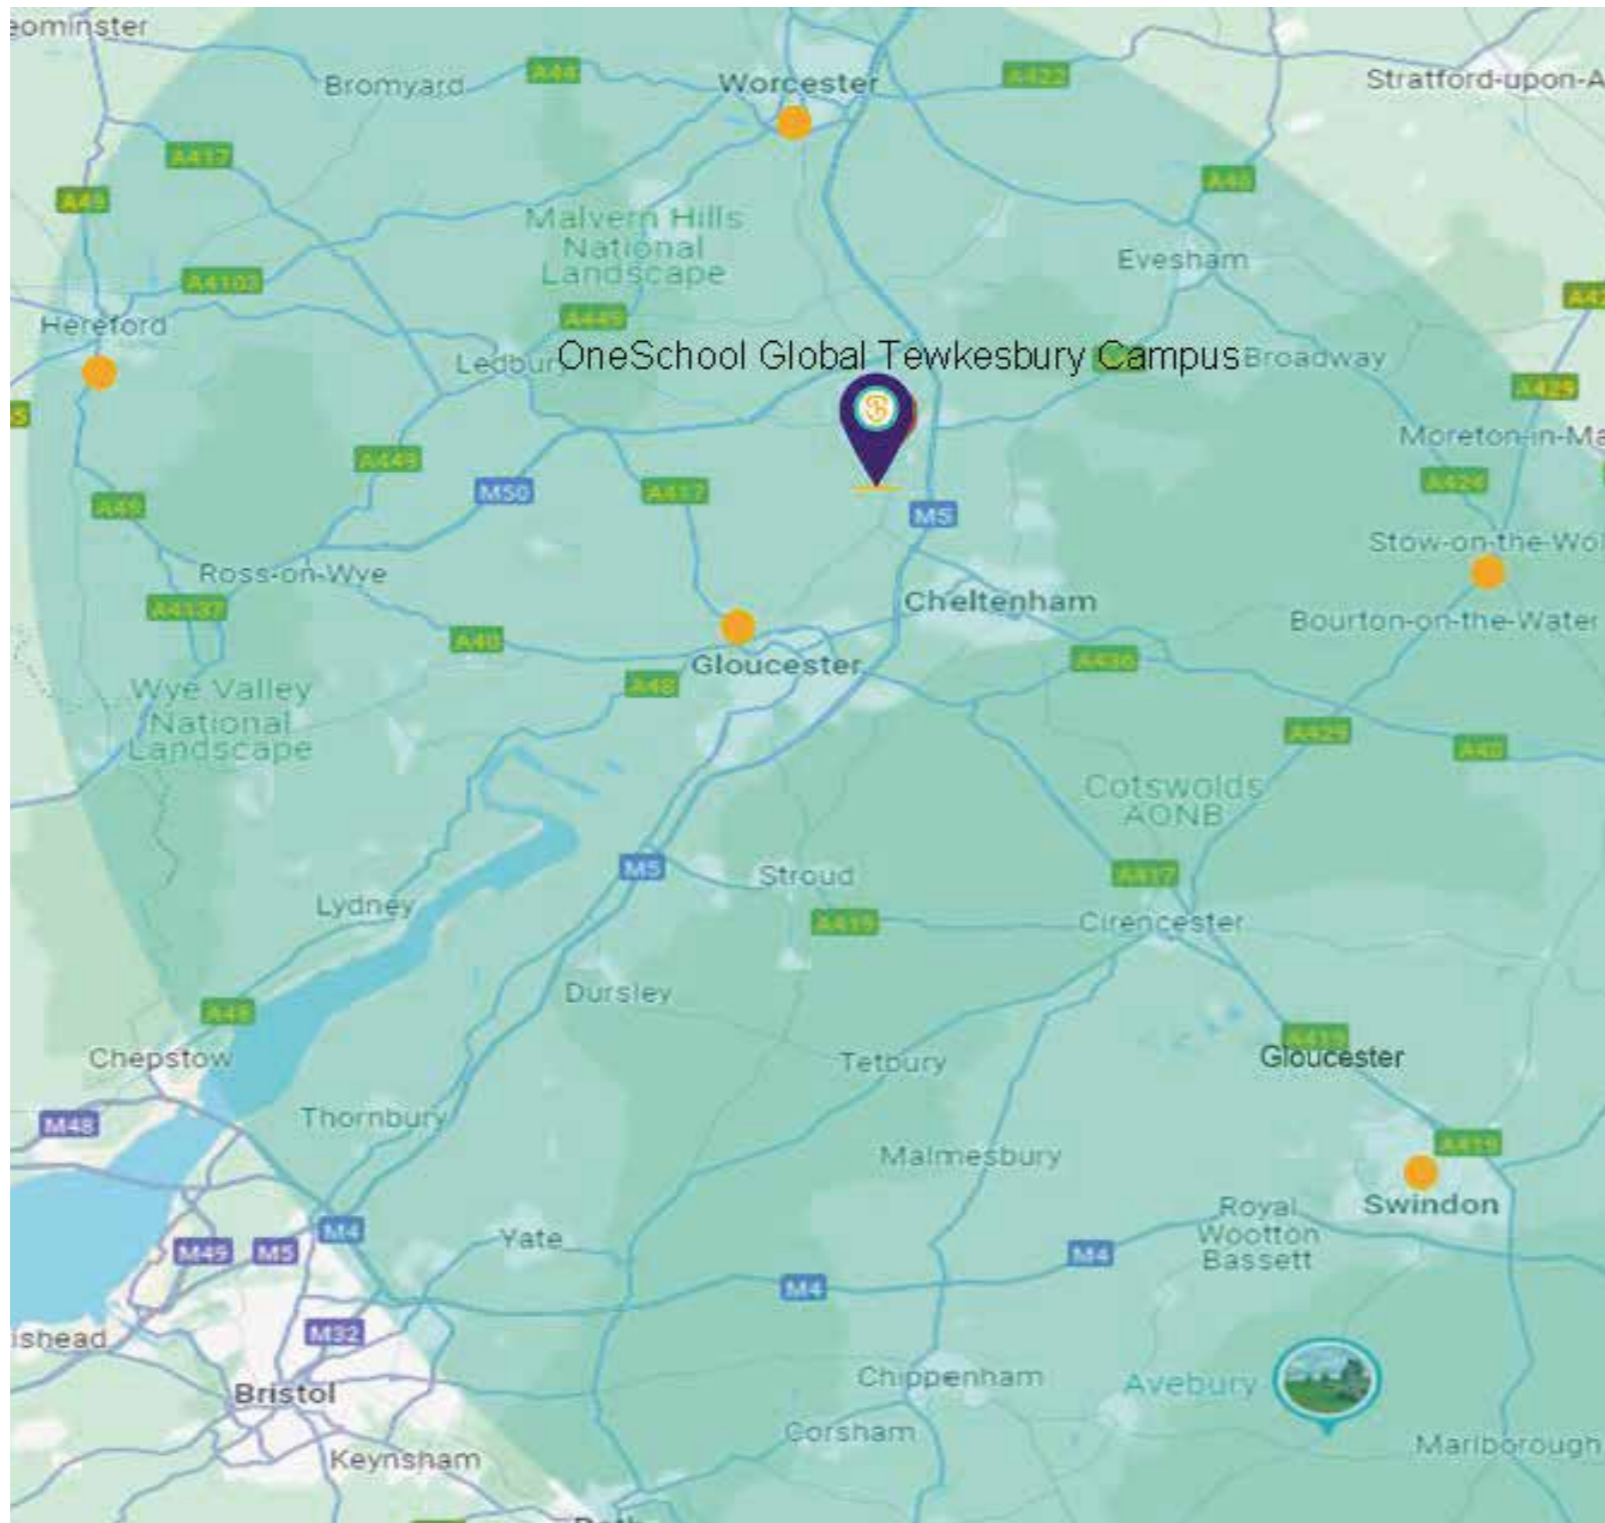 eominster
Bromyard
A44
Worcester
A422
Stratford-upon-A
A417
A49
A46
Malvern Hills
National
Landscape
Evesham
A4103
A449
A42
Hereford
Ledbur
OneSchool Global Tewkesbury Campus
Broadway
A429
5
Moreton-in-Ma
A449
M50
A417
A424
A49
M5
Stow-on-the-Wol
Ross-on-Wye
A4137
Cheltenham
Bourton-on-the-Water
A40
Gloucester
A436
A48
Wye Valley
National
Landscape
A429
A40
Cotswolds
AONB
M5
Stroud
A417
Lydney
A419
Cirencester
Dursley
A48
A419
Chepstow
Tetbury
Gloucester
M48
Thornbury
A419
Malmesbury
Royal
Wootton
Bassett
Swindon
M4
M49
M5
Yate
M4
M4
M32
ishead
Chippenham
Avebury
Bristol
Corsham
Marlborough
Keynsham